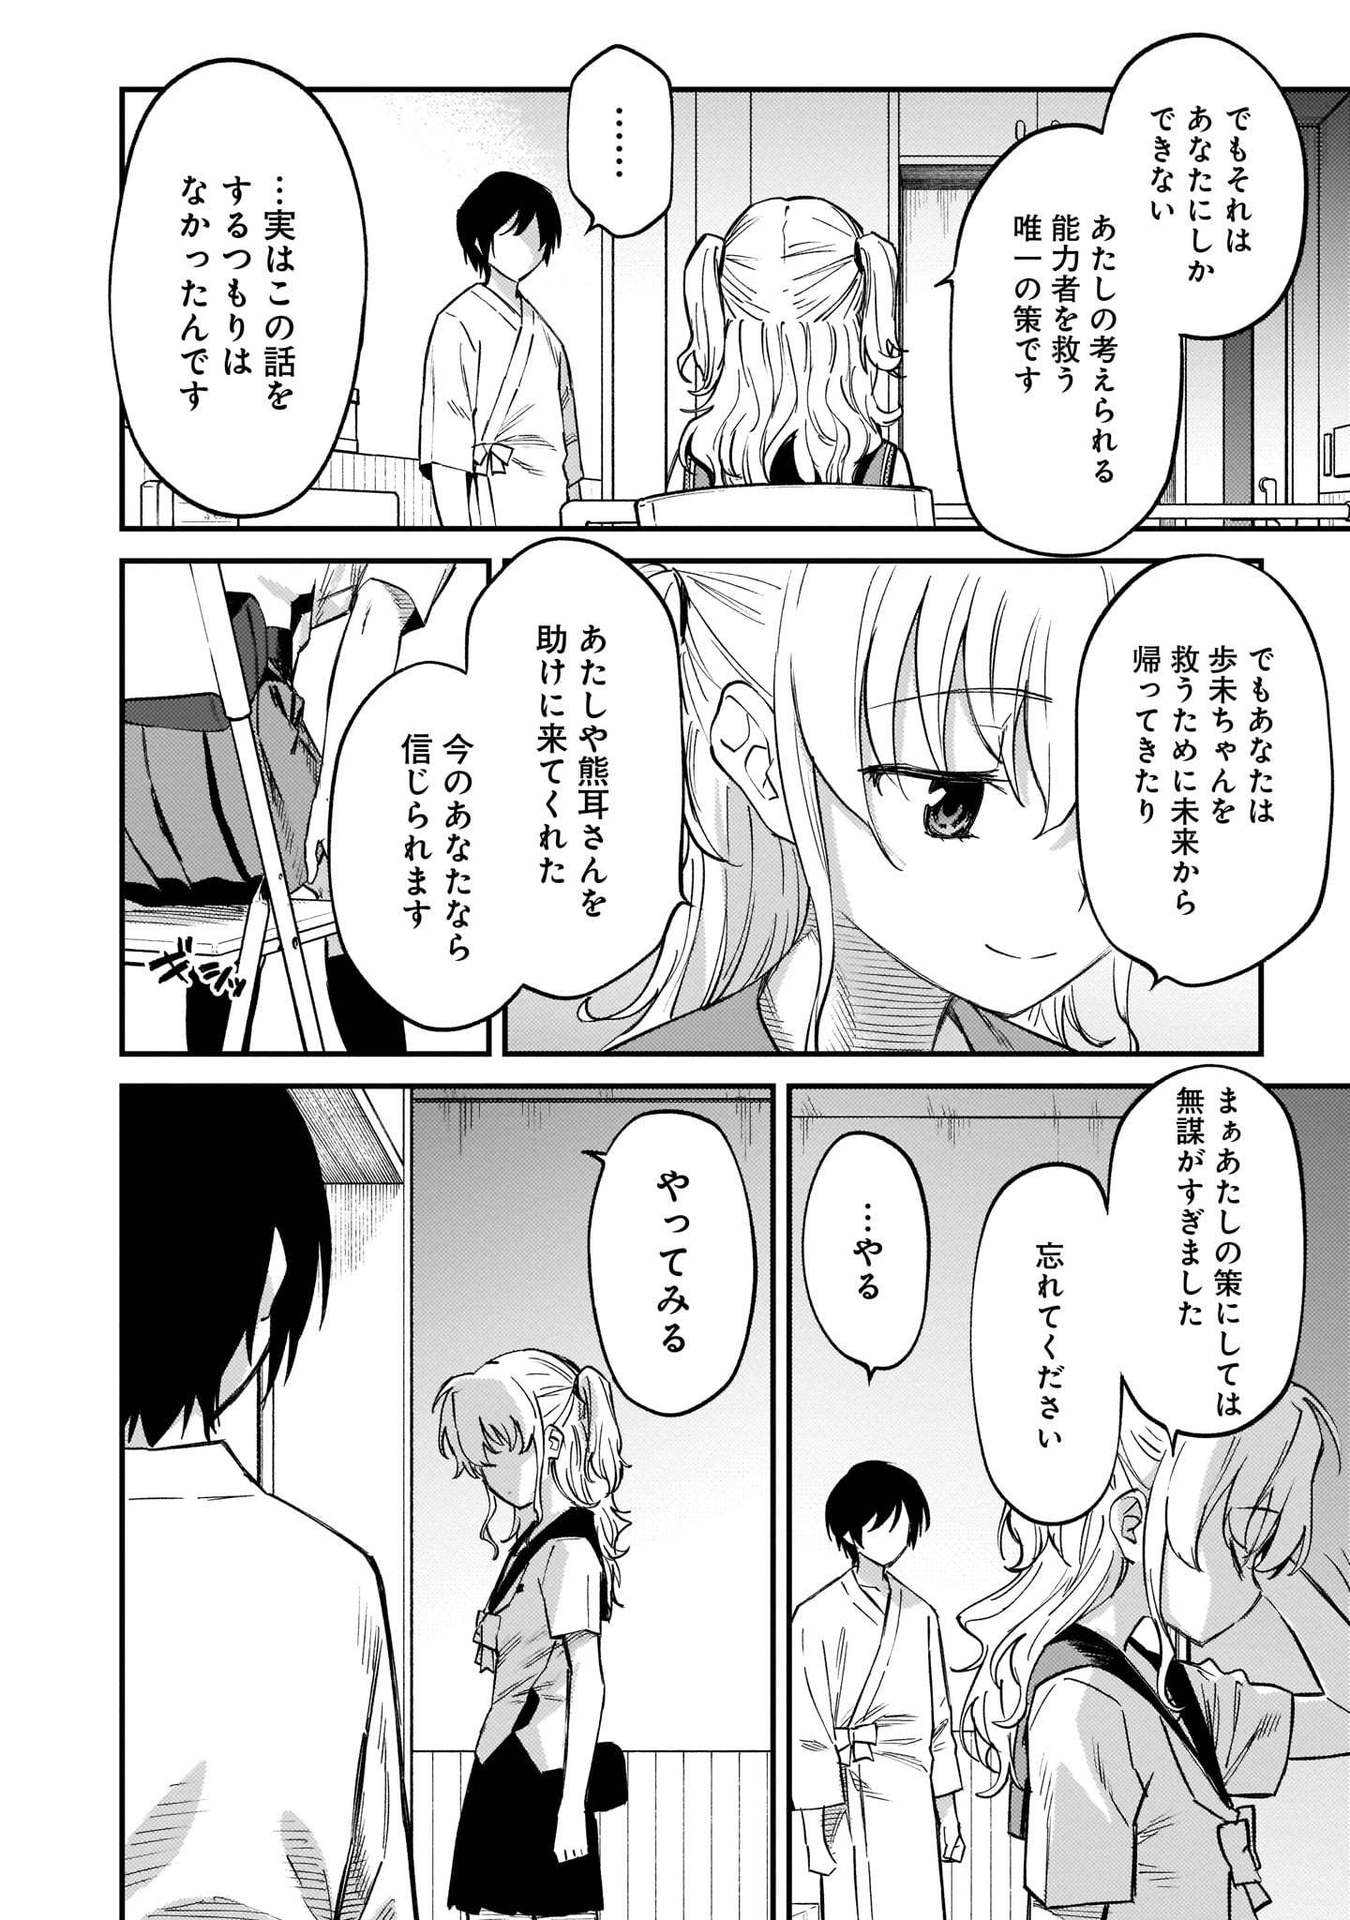 でもそれは
あなたにしか
できない
あたしの考えられる
能力者を救う
唯一の策です
……
…実はこの話を
するつもりは
なかったんです
でもあなたは
歩未ちゃんを
救うために未来から
帰ってきたり
あたしや熊耳さんを
助けに来てくれた
今のあなたなら
信じられます
ギシッ
まぁあたしの策にしては
無謀がすぎました
忘れてください
…やる
やってみる